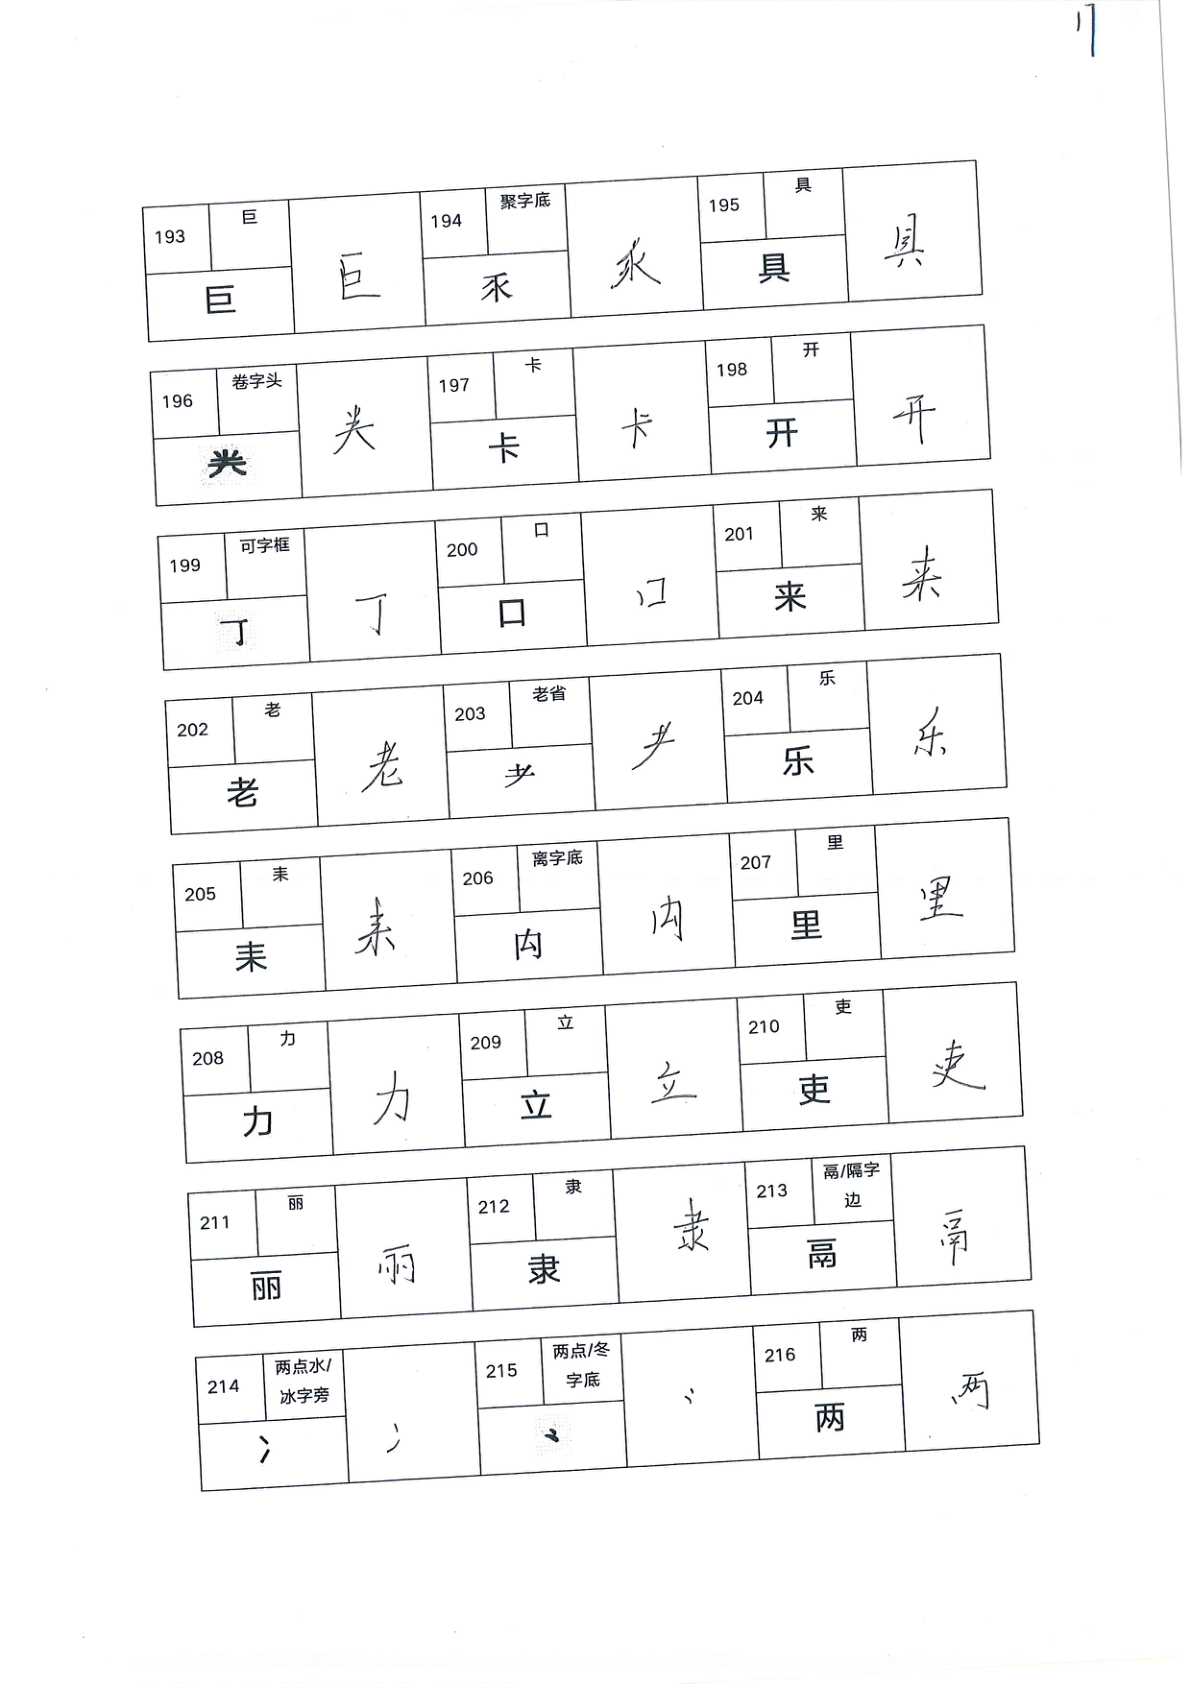 17
193 巨 巨 巨 194 聚字底 乑 乑 195 具 具 具
196 卷字头 龹 龹 197 卡 卡 卡 198 开 开 开
199 可字框 丁 丁 200 口 口 口 201 来 来 来
202 老 老 老 203 老省 耂 耂 204 乐 乐 乐
205 耒 耒 耒 206 离字底 禸 禸 207 里 里 里
208 力 力 力 209 立 立 立 210 吏 吏 吏
211 丽 丽 丽 212 隶 隶 隶 213 鬲/隔字边 鬲 鬲
214 两点水/冰字旁 冫 冫 215 两点/冬字底 ⺀ ⺀ 216 两 两 两